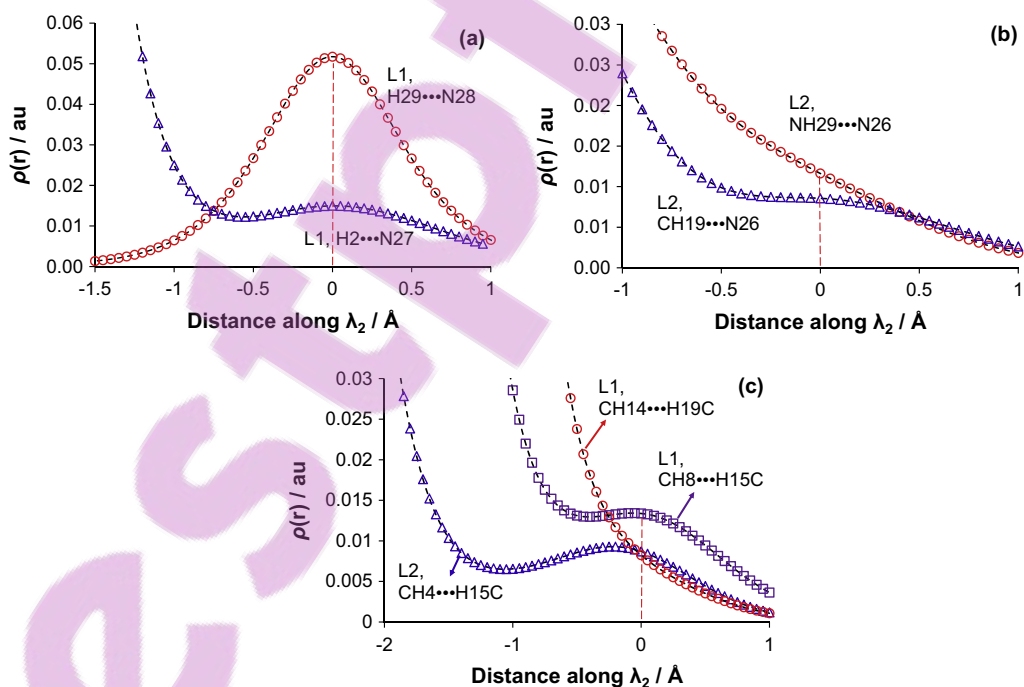 (a)
ρ(r) / au
0.06
0.05
0.04
0.03
0.02
0.01
0.00
L1,
H29•••N28
L1, H2•••N27
-1.5
-1
-0.5
0
0.5
1
Distance along λ2 / Å
(b)
ρ(r) / au
0.03
0.03
0.02
0.02
0.01
0.01
0.00
L2,
NH29•••N26
L2,
CH19•••N26
-1
-0.5
0
0.5
1
Distance along λ2 / Å
(c)
ρ(r) / au
0.03
0.025
0.02
0.015
0.01
0.005
0
L1,
CH14•••H19C
L1,
CH8•••H15C
L2,
CH4•••H15C
-2
-1
0
1
Distance along λ2 / Å